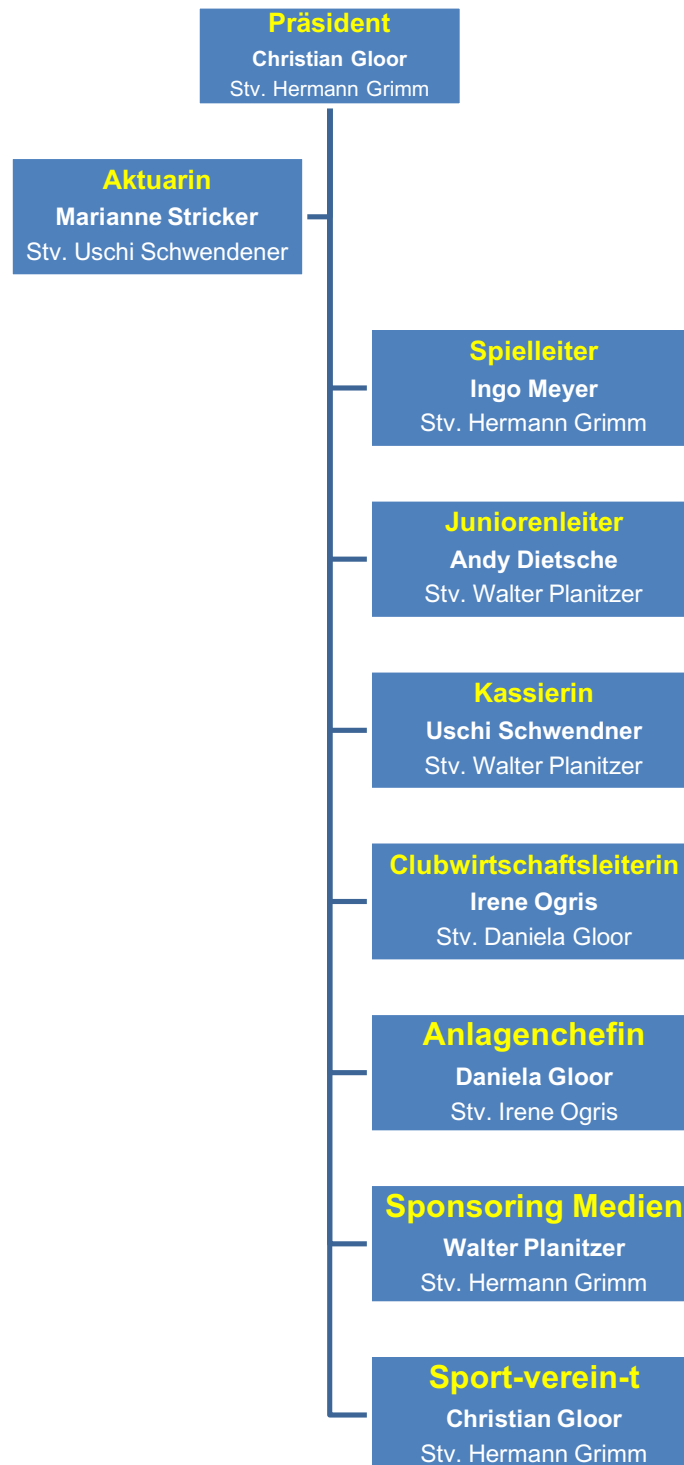 Präsident
Christian Gloor
Stv. Hermann Grimm
Aktuarin
Marianne Stricker
Stv. Uschi Schwendener
Spielleiter
Ingo Meyer
Stv. Hermann Grimm
Juniorenleiter
Andy Dietsche
Stv. Walter Planitzer
Kassierin
Uschi Schwendner
Stv. Walter Planitzer
Clubwirtschaftsleiterin
Irene Ogris
Stv. Daniela Gloor
Anlagenchefin
Daniela Gloor
Stv. Irene Ogris
Sponsoring Medien
Walter Planitzer
Stv. Hermann Grimm
Sport-verein-t
Christian Gloor
Stv. Hermann Grimm